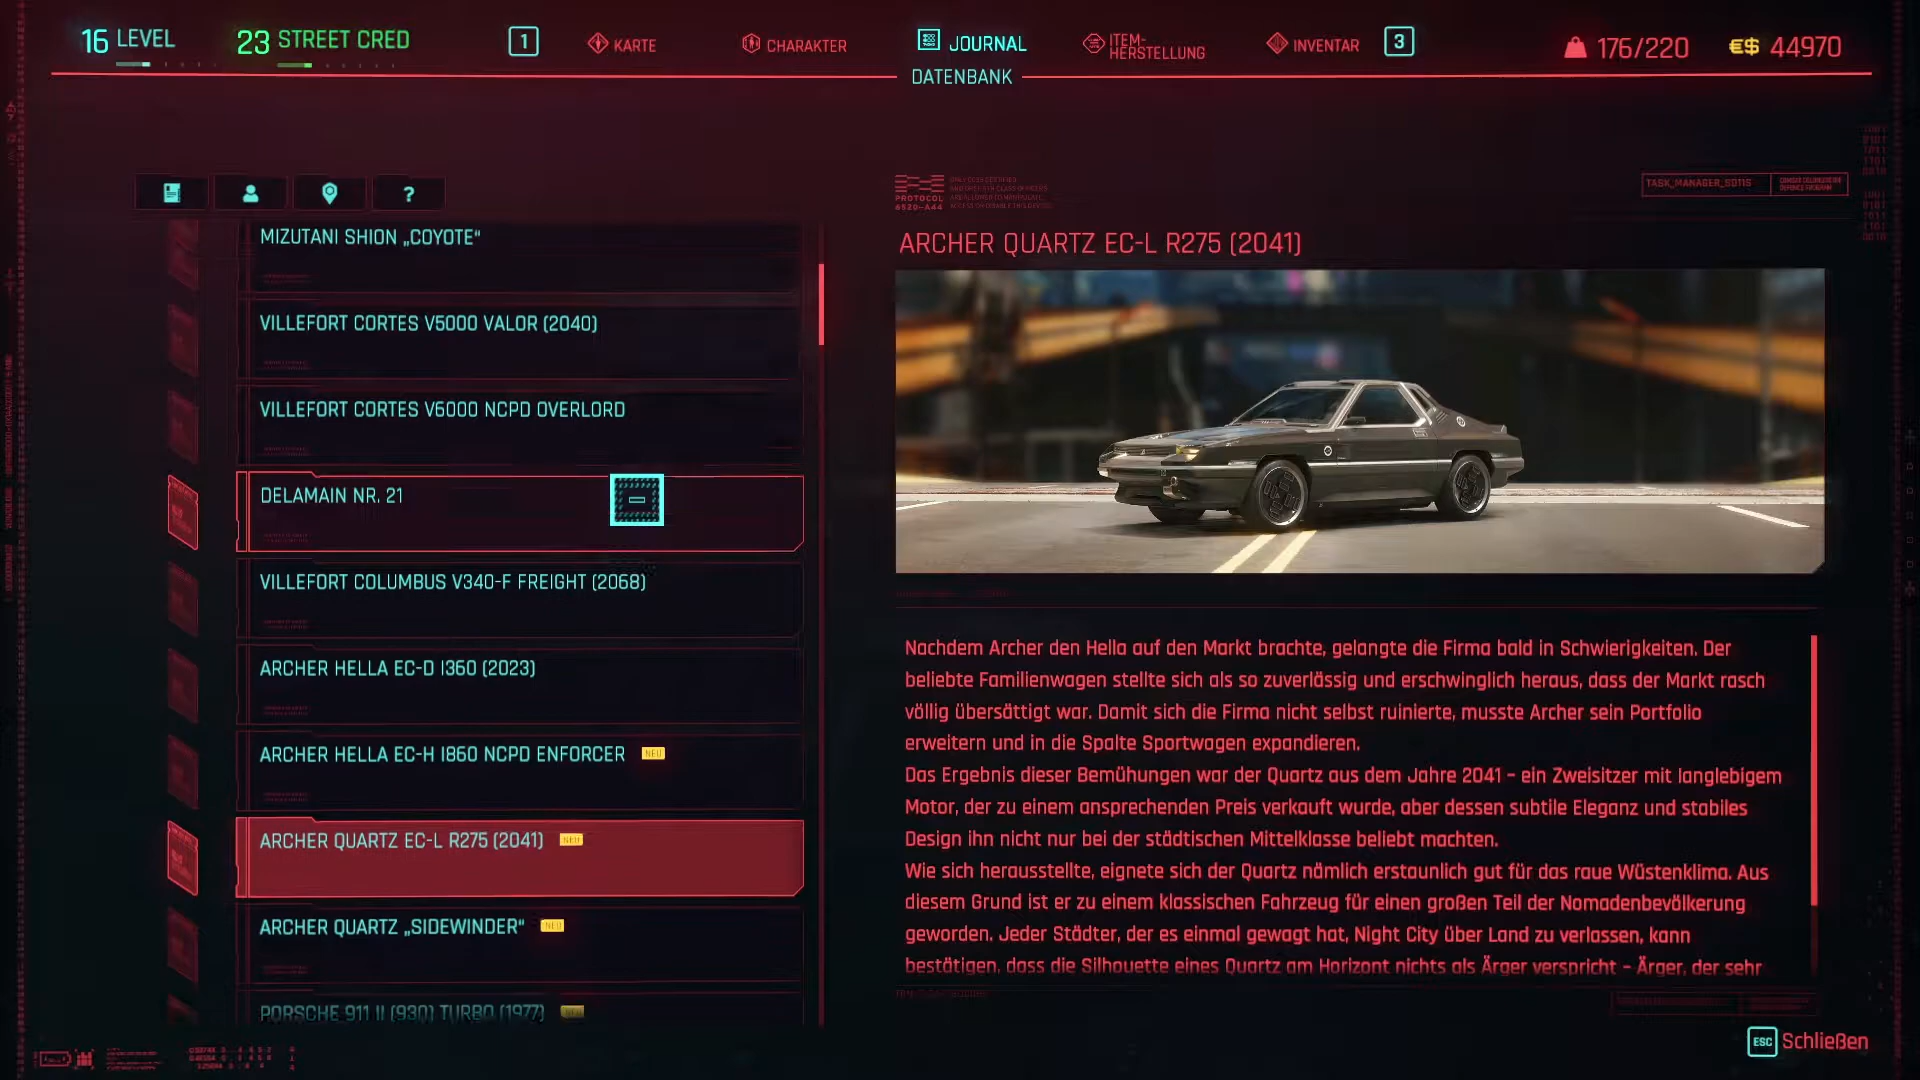 16 LEVEL
23 STREET CRED
1
KARTE
CHARAKTER
JOURNAL
ITEM-
HERSTELLUNG
INVENTAR
3
176/220
€$ 44970
DATENBANK
?
PROTOCOL
6520-A44
MIZUTANI SHION „COYOTE“
VILLEFORT CORTES V5000 VALOR (2040)
VILLEFORT CORTES V6000 NCPD OVERLORD
DELAMAIN NR. 21
VILLEFORT COLUMBUS V340-F FREIGHT (2068)
ARCHER HELLA EC-D I360 (2023)
ARCHER HELLA EC-H I860 NCPD ENFORCER NEU
ARCHER QUARTZ EC-L R275 (2041) NEU
ARCHER QUARTZ „SIDEWINDER“ NEU
PORSCHE 911 II (930) TURBO (1977) NEU
ARCHER QUARTZ EC-L R275 (2041)
Nachdem Archer den Hella auf den Markt brachte, gelangte die Firma bald in Schwierigkeiten. Der
beliebte Familienwagen stellte sich als so zuverlässig und erschwinglich heraus, dass der Markt rasch
völlig übersättigt war. Damit sich die Firma nicht selbst ruinierte, musste Archer sein Portfolio
erweitern und in die Spalte Sportwagen expandieren.
Das Ergebnis dieser Bemühungen war der Quartz aus dem Jahre 2041 – ein Zweisitzer mit langlebigem
Motor, der zu einem ansprechenden Preis verkauft wurde, aber dessen subtile Eleganz und stabiles
Design ihn nicht nur bei der städtischen Mittelklasse beliebt machten.
Wie sich herausstellte, eignete sich der Quartz nämlich erstaunlich gut für das raue Wüstenklima. Aus
diesem Grund ist er zu einem klassischen Fahrzeug für einen großen Teil der Nomadenbevölkerung
geworden. Jeder Städter, der es einmal gewagt hat, Night City über Land zu verlassen, kann
bestätigen, dass die Silhouette eines Quartz am Horizont nichts als Ärger verspricht – Ärger, der sehr
ESC Schließen